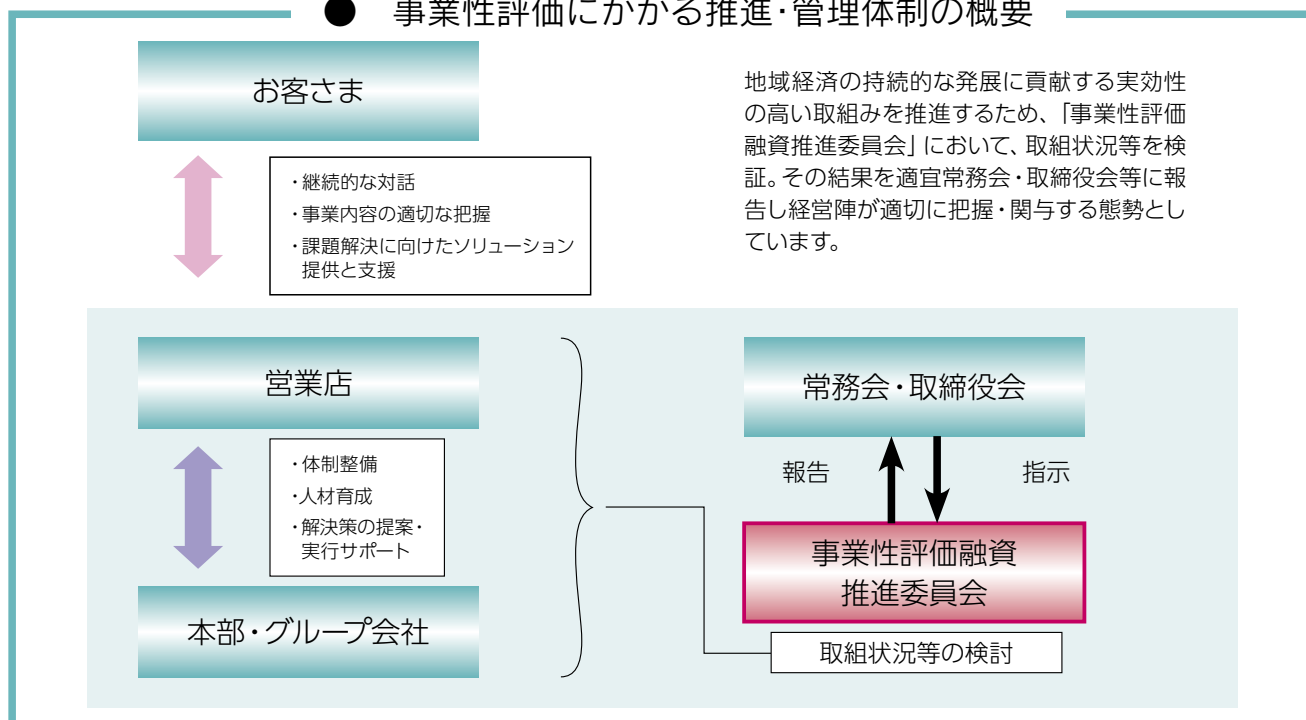 ● 事業性評価にかかる推進・管理体制の概要
お客さま
・継続的な対話
・事業内容の適切な把握
・課題解決に向けたソリューション
提供と支援
地域経済の持続的な発展に貢献する実効性
の高い取組みを推進するため、「事業性評価
融資推進委員会」において、取組状況等を検
証。その結果を適宜常務会・取締役会等に報
告し経営陣が適切に把握・関与する態勢とし
ています。
営業店
・体制整備
・人材育成
・解決策の提案・
実行サポート
本部・グループ会社
常務会・取締役会
報告
指示
事業性評価融資
推進委員会
取組状況等の検討